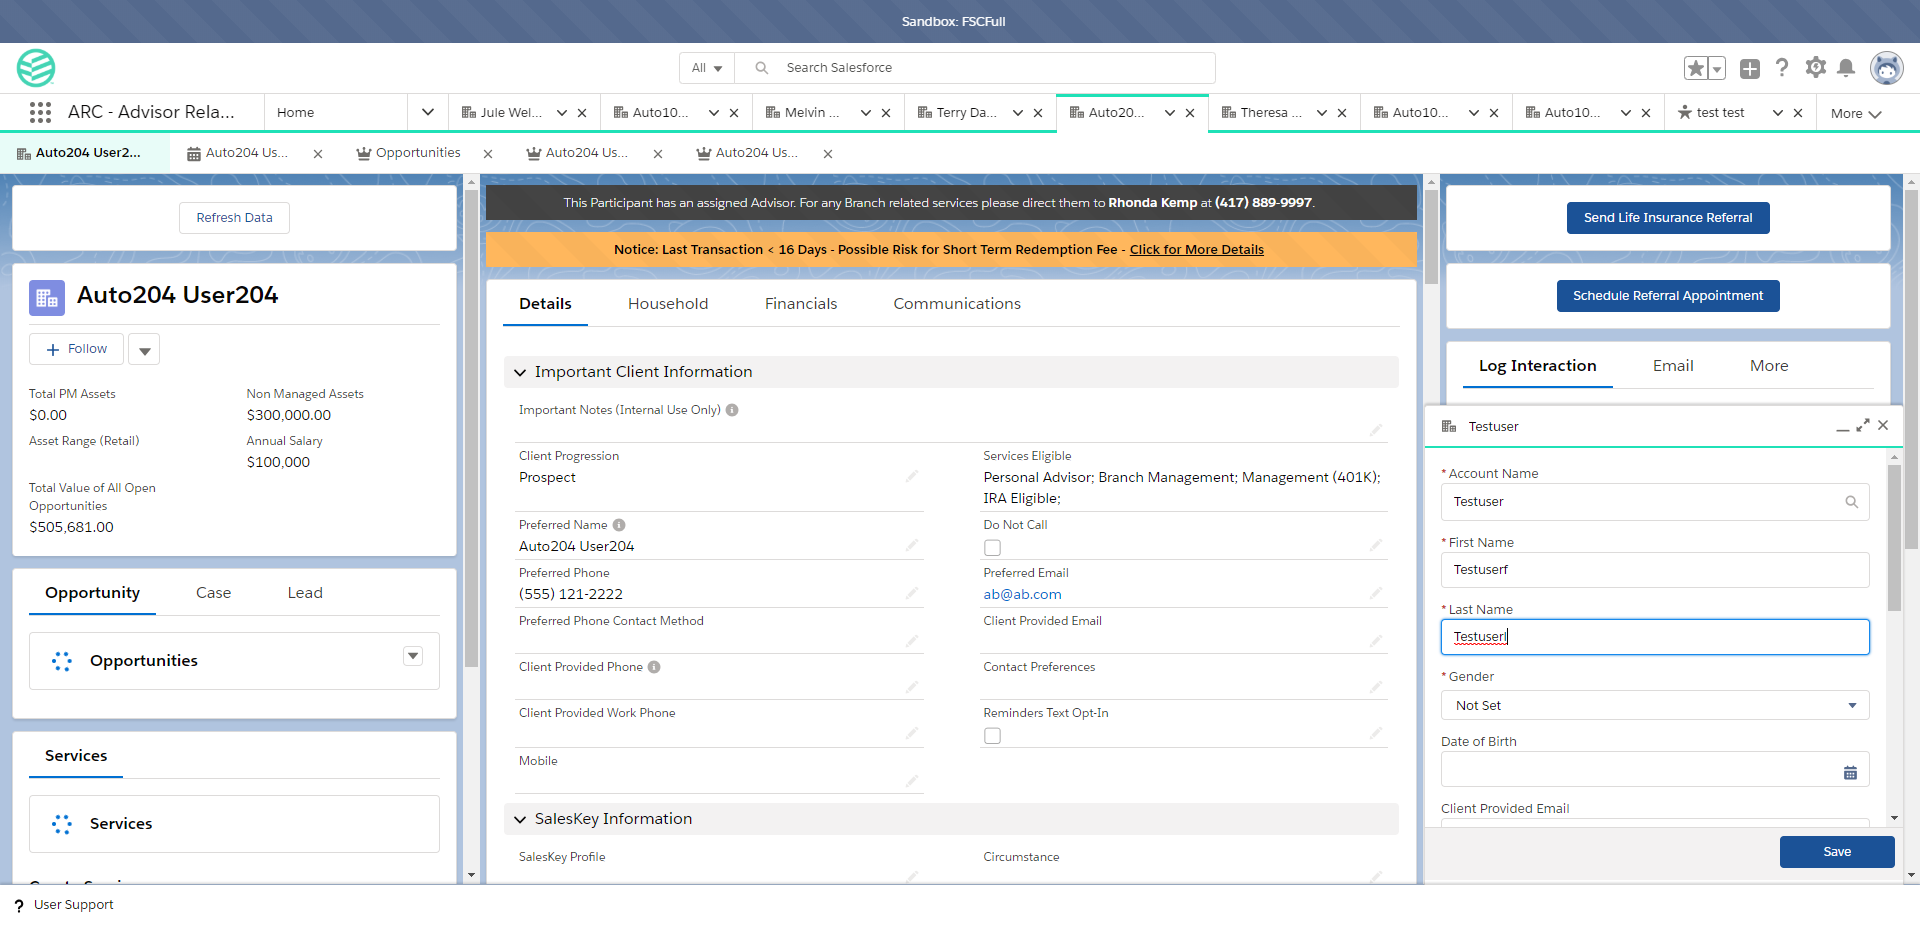 Sandbox: FSCFull
All
Search Salesforce
ARC - Advisor Rela...
Home
Jule Wel...
Auto10...
Melvin ...
Terry Da...
Auto20...
Theresa ...
Auto10...
Auto10...
test test
More
Auto204 User2...
Auto204 Us...
Opportunities
Auto204 Us...
Auto204 Us...
Refresh Data
Auto204 User204
Follow
Total PM Assets
$0.00
Non Managed Assets
$300,000.00
Asset Range (Retail)
Annual Salary
$100,000
Total Value of All Open
Opportunities
$505,681.00
Opportunity
Case
Lead
Opportunities
Services
Services
This Participant has an assigned Advisor. For any Branch related services please direct them to Rhonda Kemp at (417) 889-9997.
Notice: Last Transaction < 16 Days - Possible Risk for Short Term Redemption Fee - Click for More Details
Details
Household
Financials
Communications
Important Client Information
Important Notes (Internal Use Only)
Client Progression
Prospect
Services Eligible
Personal Advisor; Branch Management; Management (401K);
IRA Eligible;
Preferred Name
Auto204 User204
Do Not Call
Preferred Phone
(555) 121-2222
Preferred Email
ab@ab.com
Preferred Phone Contact Method
Client Provided Email
Client Provided Phone
Contact Preferences
Client Provided Work Phone
Reminders Text Opt-In
Mobile
SalesKey Information
SalesKey Profile
Circumstance
Send Life Insurance Referral
Schedule Referral Appointment
Log Interaction
Email
More
Testuser
*Account Name
Testuser
*First Name
Testuserf
*Last Name
Testuserl
*Gender
Not Set
Date of Birth
Client Provided Email
Save
? User Support